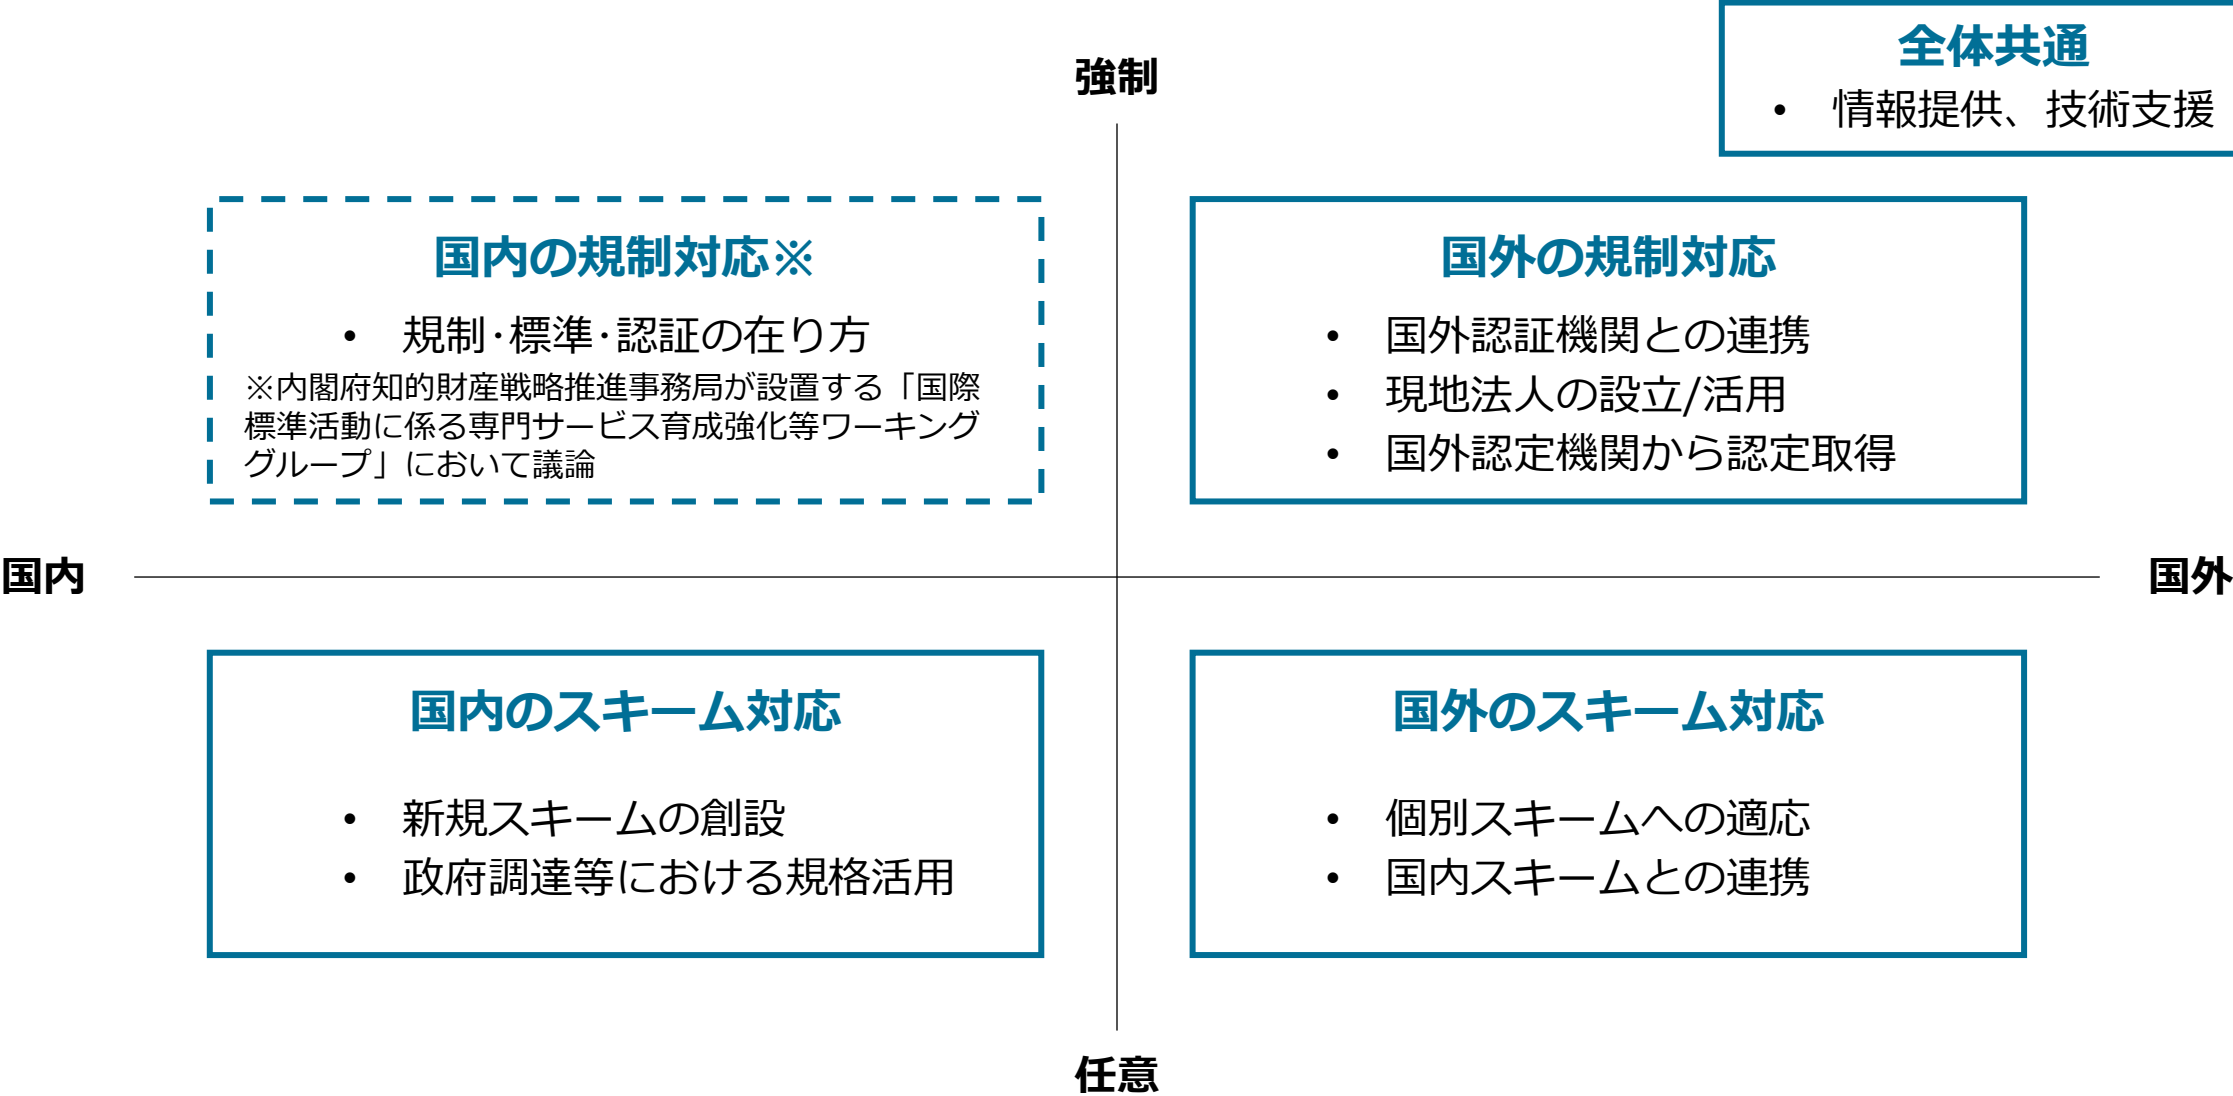 全体共通
• 情報提供、技術支援
強制
国内の規制対応※
• 規制･標準･認証の在り方
※内閣府知的財産戦略推進事務局が設置する「国際
標準活動に係る専門サービス育成強化等ワーキング
グループ」において議論
国外の規制対応
• 国外認証機関との連携
• 現地法人の設立/活用
• 国外認定機関から認定取得
国内
国外
国内のスキーム対応
• 新規スキームの創設
• 政府調達等における規格活用
国外のスキーム対応
• 個別スキームへの適応
• 国内スキームとの連携
任意